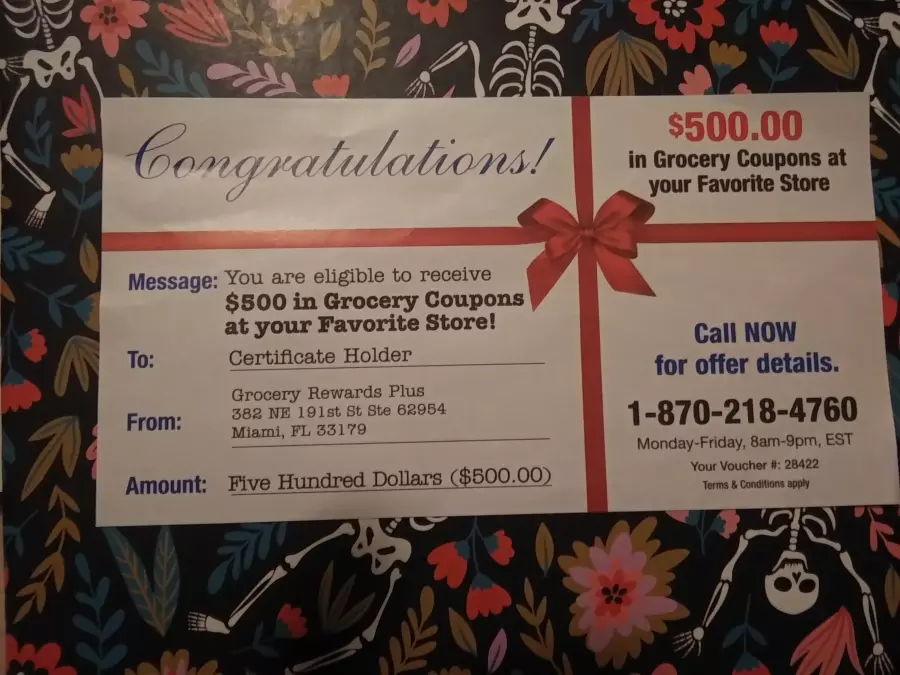 Congratulations!
$500.00
in Grocery Coupons at
your Favorite Store
Message: You are eligible to receive
$500 in Grocery Coupons
at your Favorite Store!
To: Certificate Holder
From: Grocery Rewards Plus
382 NE 191st St Ste 62954
Miami, FL 33179
Amount: Five Hundred Dollars ($500.00)
Call NOW
for offer details.
1-870-218-4760
Monday-Friday, 8am-9pm, EST
Your Voucher #: 28422
Terms & Conditions apply